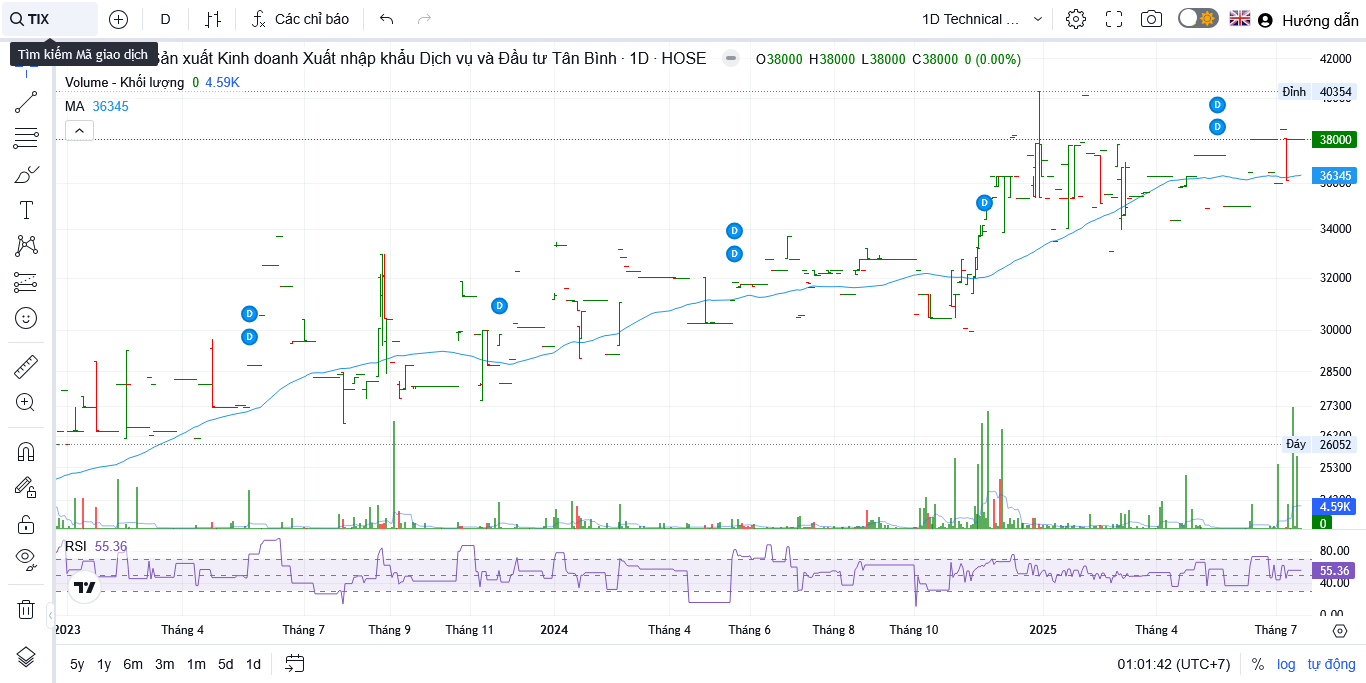 TIX
D
Các chỉ báo
1D Technical ...
Hướng dẫn
Tìm kiếm Mã giao dịch
Sản xuất Kinh doanh Xuất nhập khẩu Dịch vụ và Đầu tư Tân Bình · 1D · HOSE
O38000 H38000 L38000 C38000 0 (0.00%)
Volume - Khối lượng 0 4.59K
MA 36345
42000
Đỉnh 40354
40000
38000
36345
36000
34000
32000
30000
28500
27300
26200
Đáy 26052
25300
4.59K
0
D
D
D
D
D
D
D
D
RSI 55.36
80.00
55.36
40.00
0.00
2023 Tháng 4 Tháng 7 Tháng 9 Tháng 11 2024 Tháng 4 Tháng 6 Tháng 8 Tháng 10 2025 Tháng 4 Tháng 7
5y 1y 6m 3m 1m 5d 1d
01:01:42 (UTC+7) % log tự động